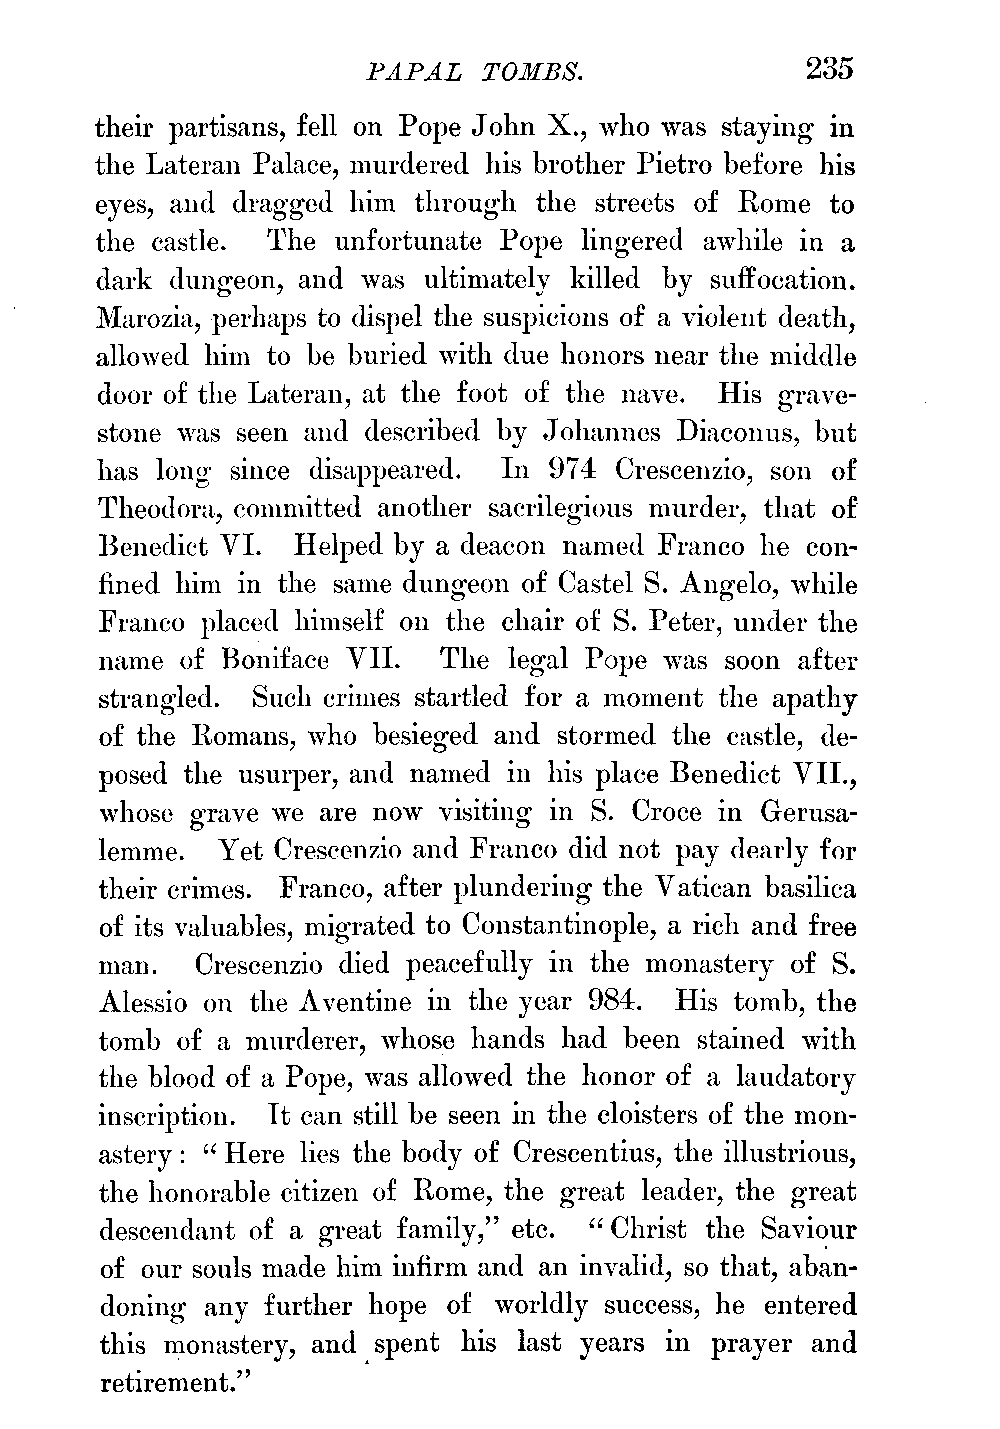 PAPAL TOMBS. 235
their partisans, fell on Pope John X., who was staying in
the Lateran Palace, murdered his brother Pietro before his
eyes, and dragged him through the streets of Rome to
the castle. The unfortunate Pope lingered awhile in a
dark dungeon, and was ultimately killed by suffocation.
Marozia, perhaps to dispel the suspicions of a violent death,
allowed him to be buried with due honors near the middle
door of the Lateran, at the foot of the nave. His grave-
stone was seen and described by Johannes Diaconus, but
has long since disappeared. In 974 Crescenzio, son of
Theodora, committed another sacrilegious murder, that of
Benedict VI. Helped by a deacon named Franco he con-
fined him in the same dungeon of Castel S. Angelo, while
Franco placed himself on the chair of S. Peter, under the
name of Boniface VII. The legal Pope was soon after
strangled. Such crimes startled for a moment the apathy
of the Romans, who besieged and stormed the castle, de-
posed the usurper, and named in his place Benedict VII.,
whose grave we are now visiting in S. Croce in Gerusa-
lemme. Yet Crescenzio and Franco did not pay dearly for
their crimes. Franco, after plundering the Vatican basilica
of its valuables, migrated to Constantinople, a rich and free
man. Crescenzio died peacefully in the monastery of S.
Alessio on the Aventine in the year 984. His tomb, the
tomb of a murderer, whose hands had been stained with
the blood of a Pope, was allowed the honor of a laudatory
inscription. It can still be seen in the cloisters of the mon-
astery: "Here lies the body of Crescentius, the illustrious,
the honorable citizen of Rome, the great leader, the great
descendant of a great family," etc. "Christ the Saviour
of our souls made him infirm and an invalid, so that, aban-
doning any further hope of worldly success, he entered
this monastery, and spent his last years in prayer and
retirement."